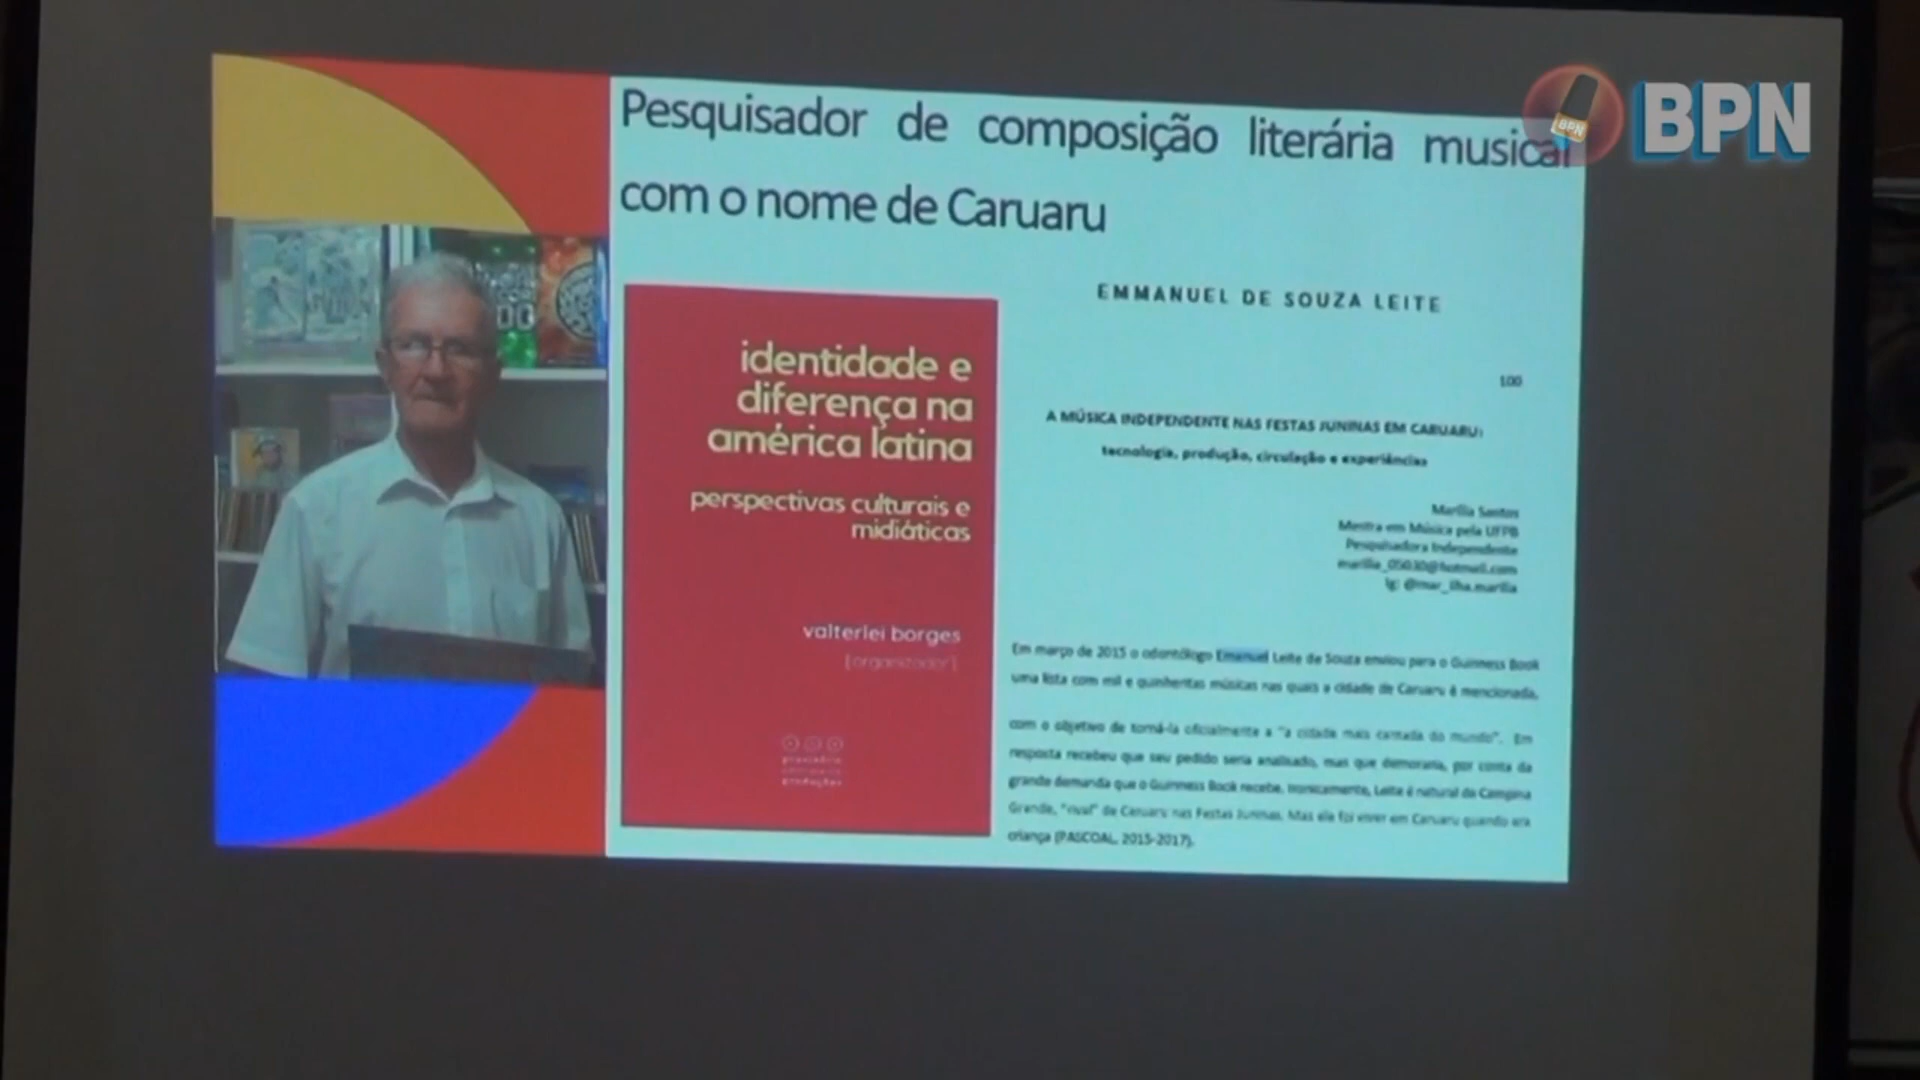 BPN
BPN
Pesquisador de composição literária musical
com o nome de Caruaru
identidade e
diferença na
américa latina
perspectivas culturais e
midiáticas
valterlei borges
[organizador]
EMMANUEL DE SOUZA LEITE
100
A MÚSICA INDEPENDENTE NAS FESTAS JUNINAS EM CARUARU:
tecnologia, produção, circulação e experiências
Marília Santos
Mestra em Música pela UFPB
Pesquisadora Independente
Ig: @mar_ilha.marilia
Em março de 2015 o odontólogo Emanuel Leite de Souza enviou para o Guinness Book
uma lista com mil e quinhentas músicas nas quais a cidade de Caruaru é mencionada,
com o objetivo de torná-la oficialmente a "a cidade mais cantada do mundo". Em
resposta recebeu que seu pedido seria analisado, mas que demoraria, por conta da
grande demanda que o Guinness Book recebe. Ironicamente, Leite é natural de Campina
Grande, "rival" de Caruaru nas Festas Juninas. Mas ele foi viver em Caruaru quando era
criança (PASCOAL, 2015-2017).